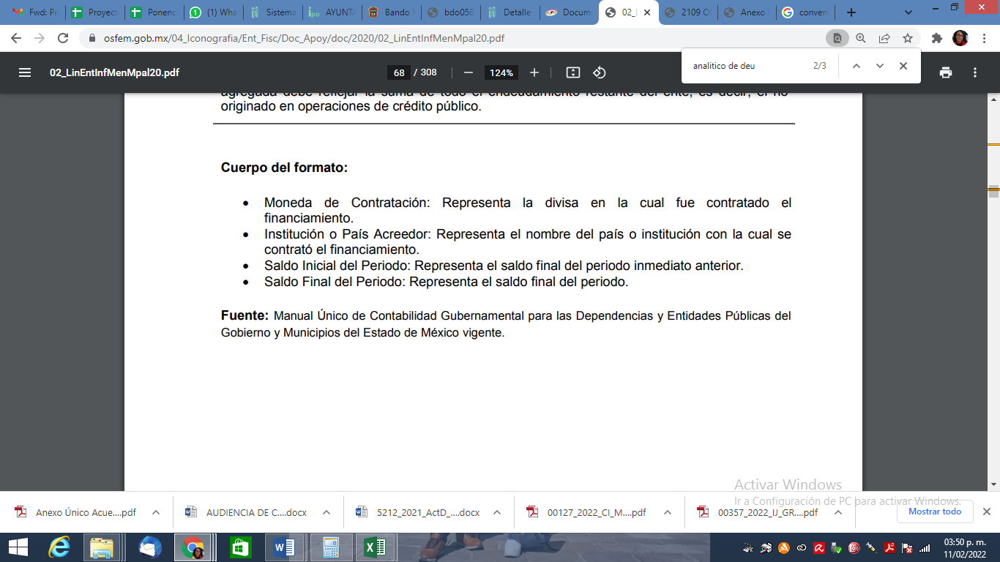 Fwd: Pr
Proyect
Ponenc
(1) Wha
Sistema
AYUNTA
Bando
bdo058
Detalle
Docum
02_L
2109 O
Anexo
conven
osfem.gob.mx/04_Iconografia/Ent_Fisc/Doc_Apoy/doc/2020/02_LinEntInfMenMpal20.pdf
analitico de deu 2/3
02_LinEntInfMenMpal20.pdf 68 / 308 124%
agregada debe reflejar la suma de todo el endeudamiento restante del ente, es decir, el no
originado en operaciones de crédito público.
Cuerpo del formato:
• Moneda de Contratación: Representa la divisa en la cual fue contratado el
financiamiento.
• Institución o País Acreedor: Representa el nombre del país o institución con la cual se
contrató el financiamiento.
• Saldo Inicial del Periodo: Representa el saldo final del periodo inmediato anterior.
• Saldo Final del Periodo: Representa el saldo final del periodo.
Fuente: Manual Único de Contabilidad Gubernamental para las Dependencias y Entidades Públicas del
Gobierno y Municipios del Estado de México vigente.
Activar Windows
Ir a Configuración de PC para activar Windows.
Anexo Único Acue....pdf
AUDIENCIA DE C....docx
5212_2021_ActD_....docx
00127_2022_CI_M....pdf
00357_2022_IJ_GR....pdf
Mostrar todo
03:50 p. m.
11/02/2022